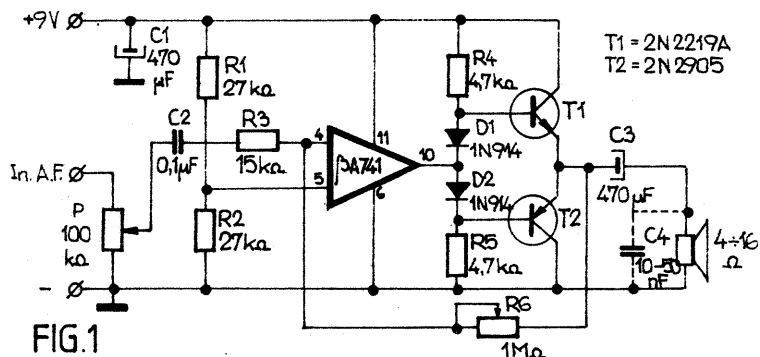 +9V
C1
470
μF
R1
27kΩ
C2
0,1μF
R3
15kΩ
In. A.F.
P
100
kΩ
R2
27kΩ
-
4
11
βA741
10
5
6
R4
4,7kΩ
D1
1N914
D2
1N914
R5
4,7kΩ
T1
T2
T1 = 2N2219A
T2 = 2N2905
C3
470 μF
C4
10-50
nF
4÷16
Ω
R6
1MΩ
FIG.1